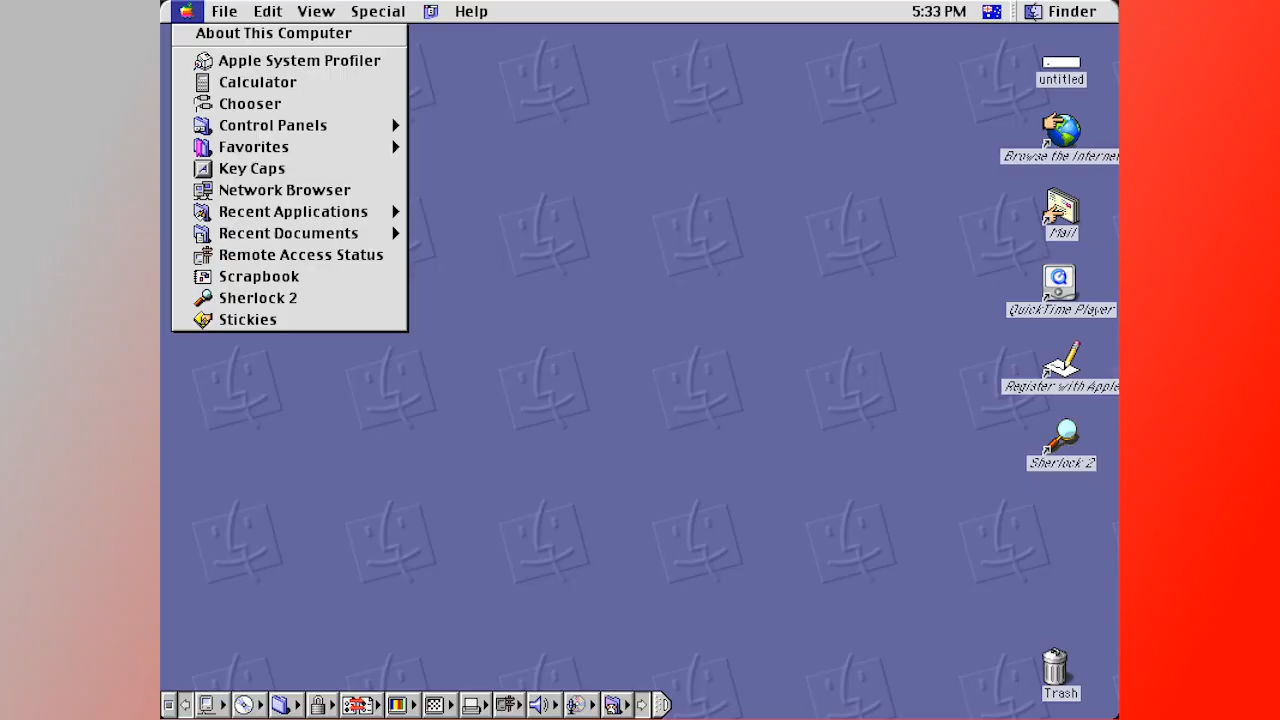 File Edit View Special Help 5:33 PM Finder
About This Computer
Apple System Profiler
Calculator
Chooser
Control Panels
Favorites
Key Caps
Network Browser
Recent Applications
Recent Documents
Remote Access Status
Scrapbook
Sherlock 2
Stickies
untitled
Browse the Internet
Mail
QuickTime Player
Register with Apple
Sherlock 2
Trash